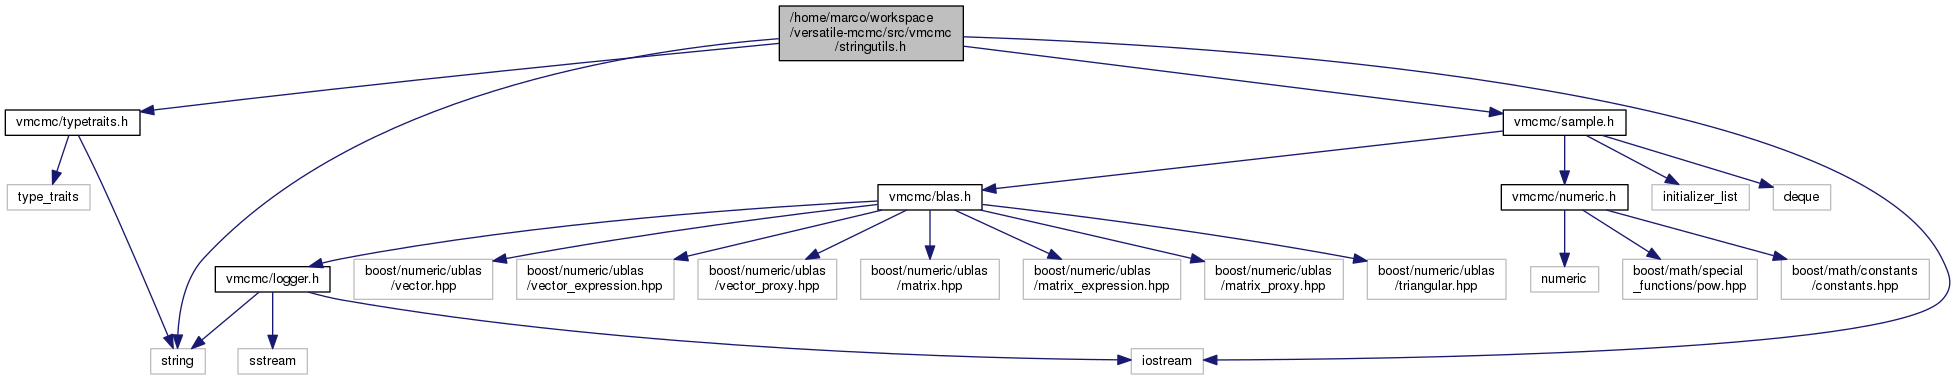 /home/marco/workspace
/versatile-mcmc/src/vmcmc
/stringutils.h
vmcmc/typetraits.h
vmcmc/sample.h
type_traits
vmcmc/blas.h
vmcmc/numeric.h
initializer_list
deque
vmcmc/logger.h
boost/numeric/ublas
/vector.hpp
boost/numeric/ublas
/vector_expression.hpp
boost/numeric/ublas
/vector_proxy.hpp
boost/numeric/ublas
/matrix.hpp
boost/numeric/ublas
/matrix_expression.hpp
boost/numeric/ublas
/matrix_proxy.hpp
boost/numeric/ublas
/triangular.hpp
numeric
boost/math/special
_functions/pow.hpp
boost/math/constants
/constants.hpp
string
sstream
iostream